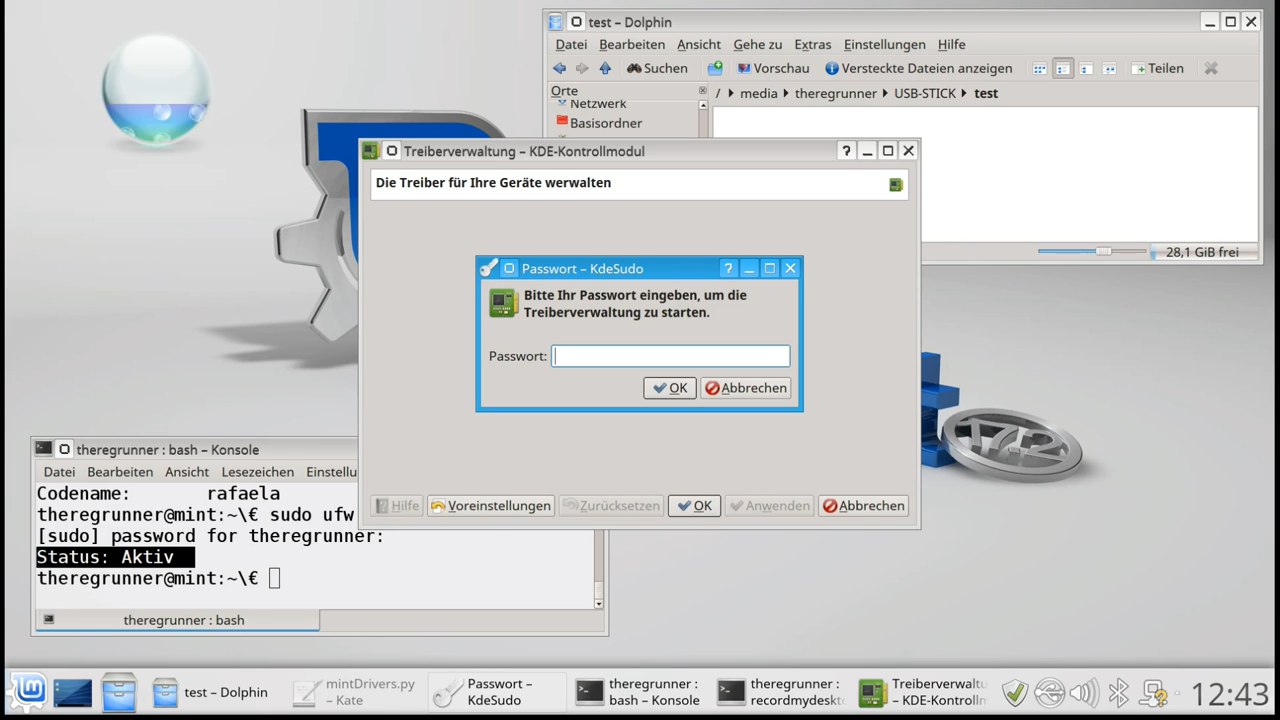 test – Dolphin
Datei Bearbeiten Ansicht Gehe zu Extras Einstellungen Hilfe
Suchen Vorschau Versteckte Dateien anzeigen Teilen
Orte
/ media theregrunner USB-STICK test
Netzwerk
Basisordner
28,1 GiB frei
Treiberverwaltung – KDE-Kontrollmodul
Die Treiber für Ihre Geräte werwalten
Passwort – KdeSudo
Bitte Ihr Passwort eingeben, um die
Treiberverwaltung zu starten.
Passwort:
OK Abbrechen
Hilfe Voreinstellungen Zurücksetzen OK Anwenden Abbrechen
17.2
theregrunner : bash – Konsole
Datei Bearbeiten Ansicht Lesezeichen Einstellu
Codename: rafaela
theregrunner@mint:~\€ sudo ufw
[sudo] password for theregrunner:
Status: Aktiv
theregrunner@mint:~\€
theregrunner : bash
test – Dolphin
mintDrivers.py
– Kate
Passwort –
KdeSudo
theregrunner :
bash – Konsole
theregrunner :
recordmydeskt
Treiberverwaltu
– KDE-Kontrollm
12:43